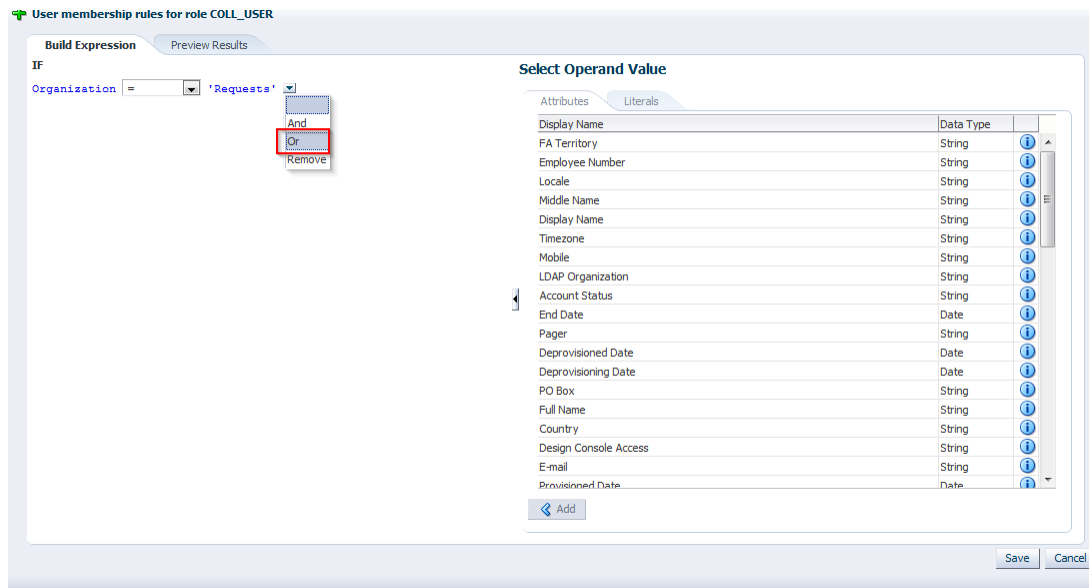 User membership rules for role COLL_USER
Build Expression Preview Results
IF
Organization = 'Requests'
And
Or
Remove
Select Operand Value
Attributes Literals
Display Name Data Type
FA Territory String
Employee Number String
Locale String
Middle Name String
Display Name String
Timezone String
Mobile String
LDAP Organization String
Account Status String
End Date Date
Pager String
Deprovisioned Date Date
Deprovisioning Date Date
PO Box String
Full Name String
Country String
Design Console Access String
E-mail String
Provisioned Date Date
Add
Save Cancel